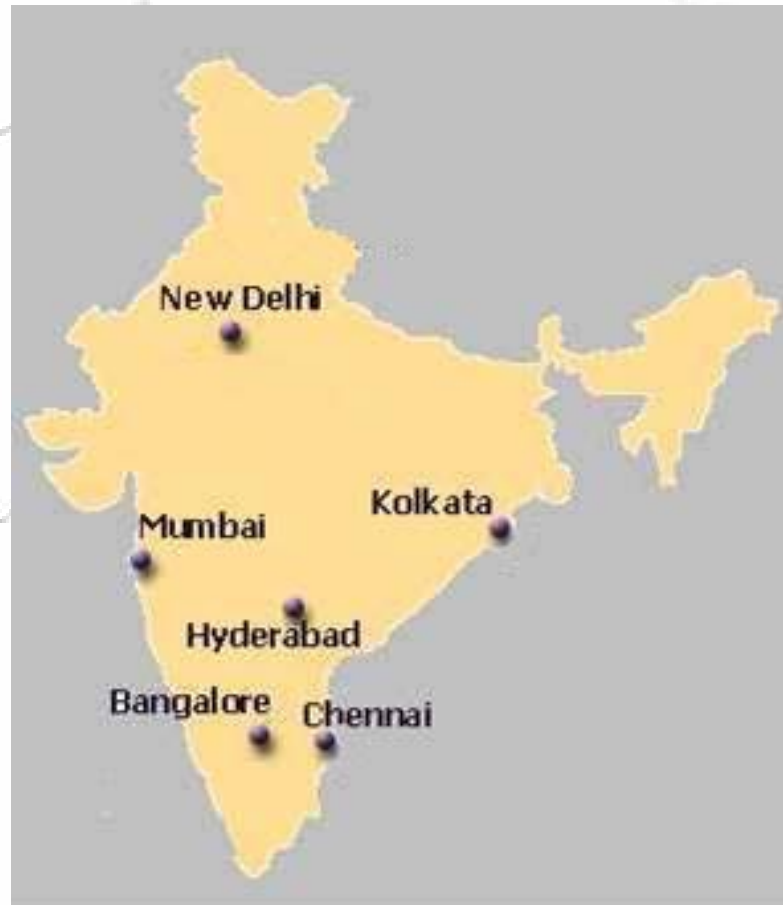 New Delhi
Kolkata
Mumbai
Hyderabad
Bangalore
Chennai